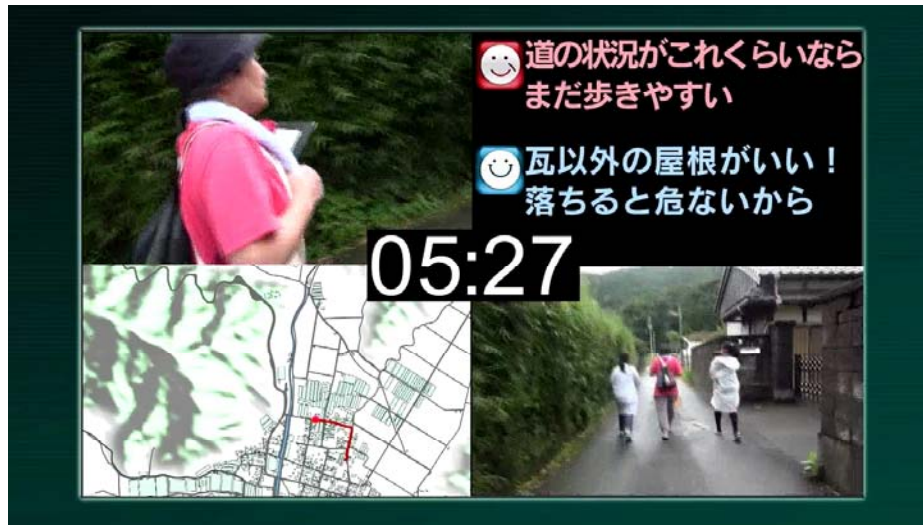 道の状況がこれくらいなら
まだ歩きやすい
瓦以外の屋根がいい！
落ちると危ないから
05:27